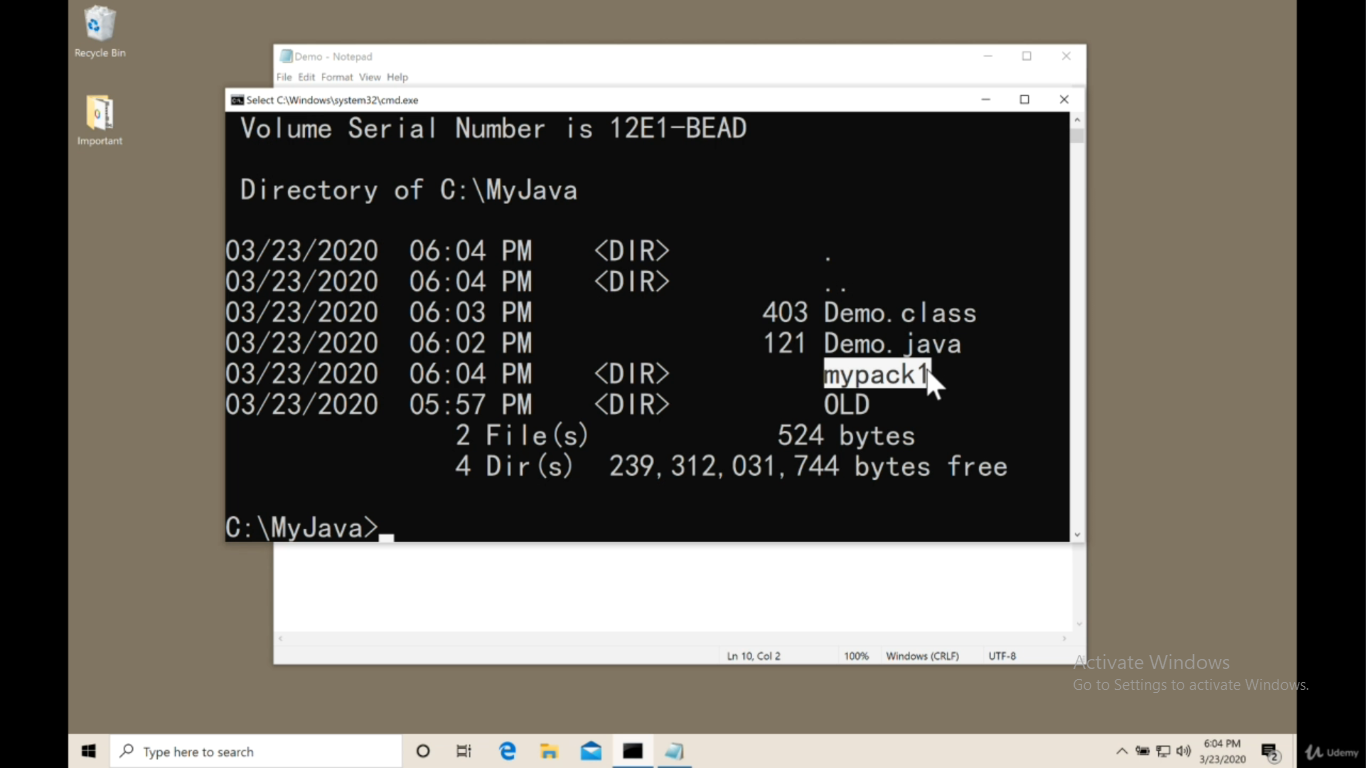 Recycle Bin
Important
Demo - Notepad
File Edit Format View Help
Select C:\Windows\system32\cmd.exe
Volume Serial Number is 12E1-BEAD
Directory of C:\MyJava
03/23/2020 06:04 PM <DIR> .
03/23/2020 06:04 PM <DIR> ..
03/23/2020 06:03 PM 403 Demo.class
03/23/2020 06:02 PM 121 Demo.java
03/23/2020 06:04 PM <DIR> mypack1
03/23/2020 05:57 PM <DIR> OLD
2 File(s) 524 bytes
4 Dir(s) 239,312,031,744 bytes free
C:\MyJava>
Ln 10, Col 2 100% Windows (CRLF) UTF-8
Activate Windows
Go to Settings to activate Windows.
Type here to search
6:04 PM
3/23/2020
2
Udemy